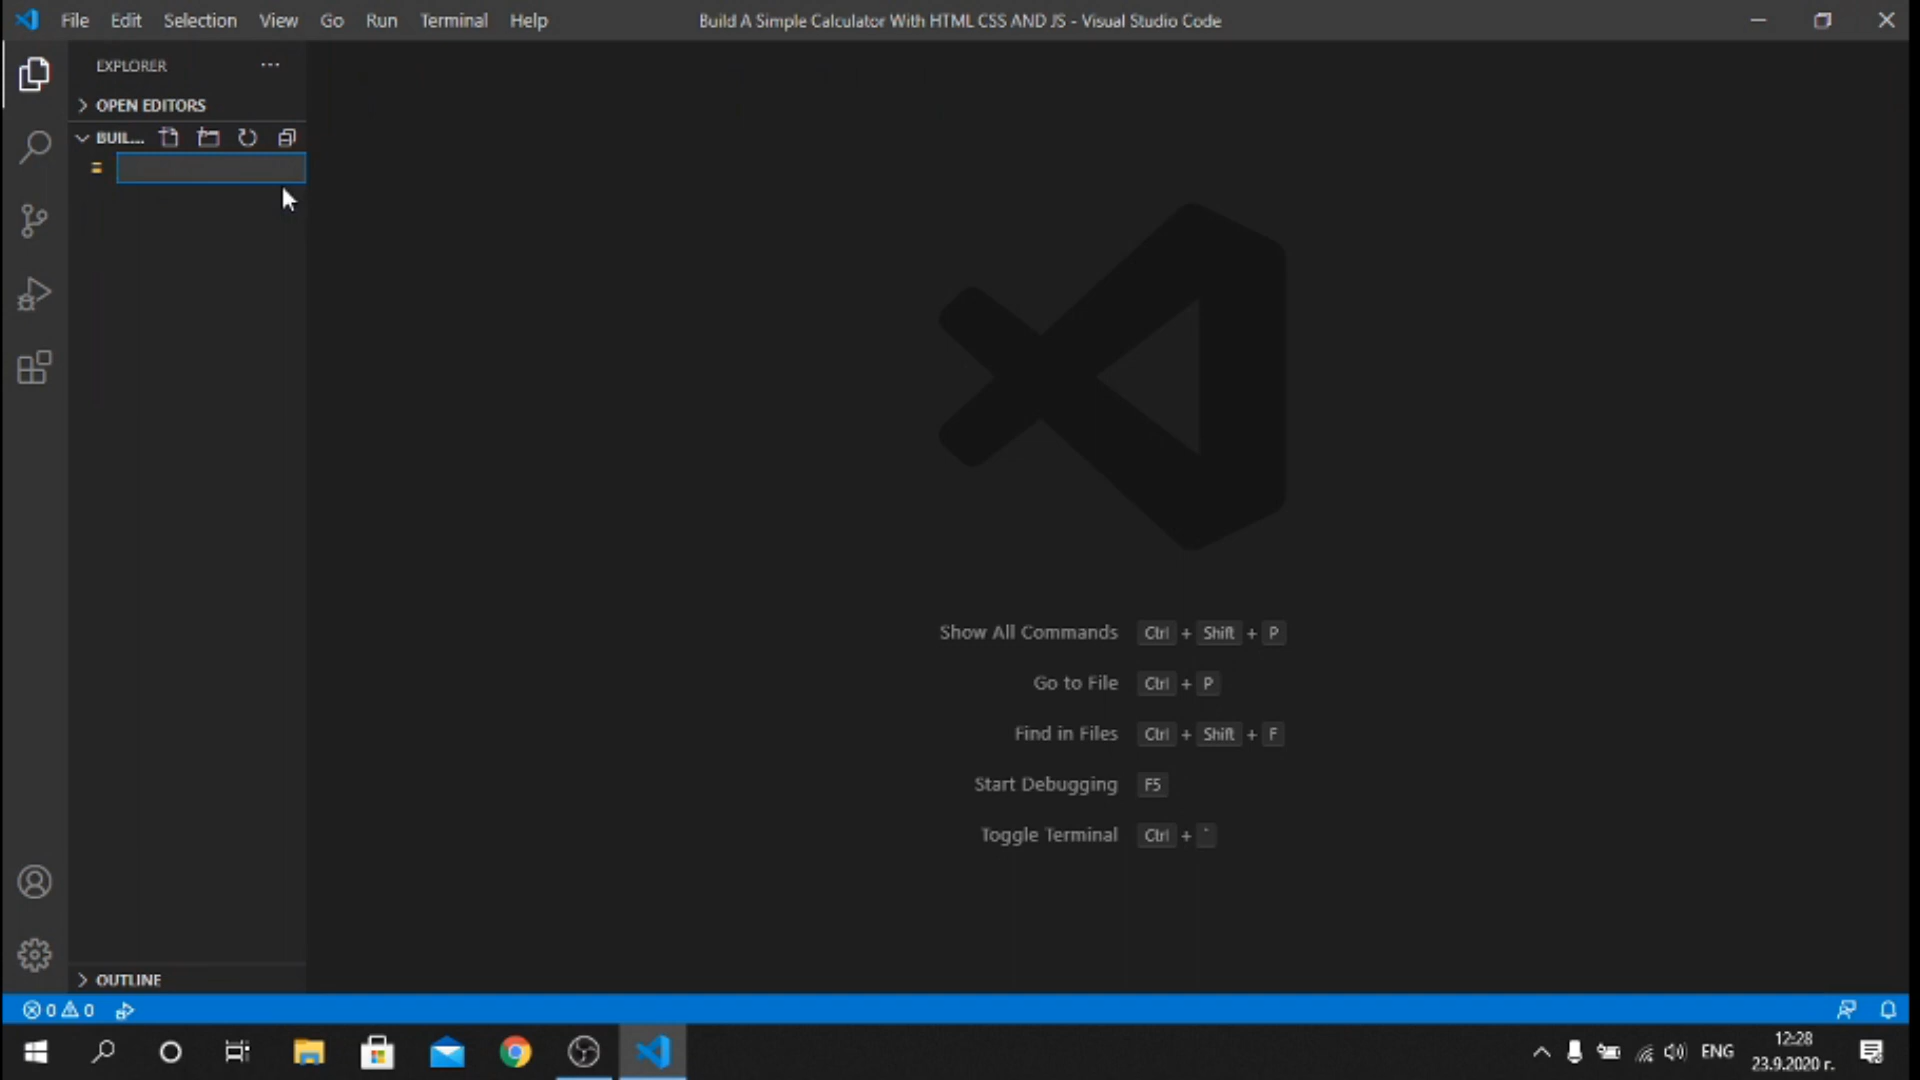 File Edit Selection View Go Run Terminal Help
Build A Simple Calculator With HTML CSS AND JS - Visual Studio Code
EXPLORER
OPEN EDITORS
BUIL...
Show All Commands Ctrl + Shift + P
Go to File Ctrl + P
Find in Files Ctrl + Shift + F
Start Debugging F5
Toggle Terminal Ctrl + `
OUTLINE
0 0
ENG
12:28
23.9.2020 г.